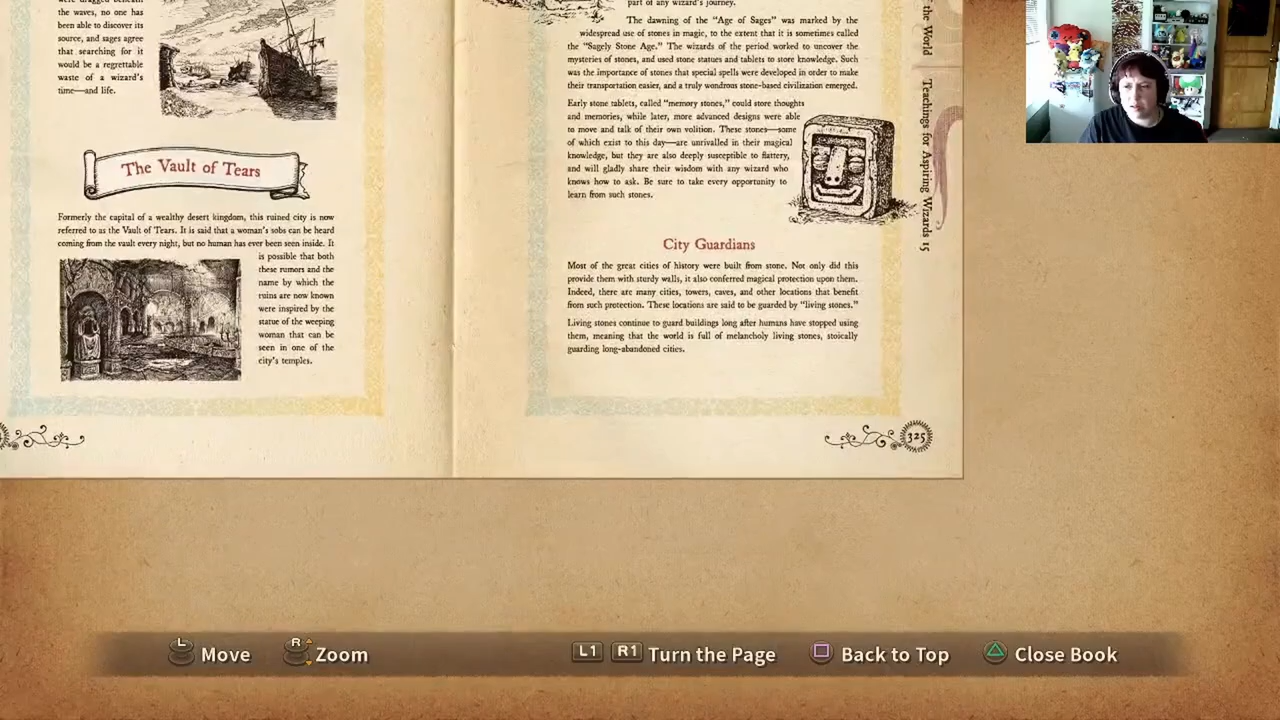 were dragged beneath
the waves, no one has
been able to discover its
source, and sages agree
that searching for it
would be a regrettable
waste of a wizard's
time—and life.
The Vault of Tears
Formerly the capital of a wealthy desert kingdom, this ruined city is now
referred to as the Vault of Tears. It is said that a woman's sobs can be heard
coming from the vault every night, but no human has ever been seen inside. It
is possible that both
these rumors and the
name by which the
ruins are now known
were inspired by the
statue of the weeping
woman that can be
seen in one of the
city's temples.
part of any wizard's journey.
The dawning of the "Age of Sages" was marked by the
widespread use of stones in magic, to the extent that it is sometimes called
the "Sagely Stone Age." The wizards of the period worked to uncover the
mysteries of stones, and used stone statues and tablets to store knowledge. Such
was the importance of stones that special spells were developed in order to make
their transportation easier, and a truly wondrous stone-based civilization emerged.
Early stone tablets, called "memory stones," could store thoughts
and memories, while later, more advanced designs were able
to move and talk of their own volition. These stones—some
of which exist to this day—are unrivalled in their magical
knowledge, but they are also deeply susceptible to flattery,
and will gladly share their wisdom with any wizard who
knows how to ask. Be sure to take every opportunity to
learn from such stones.
City Guardians
Most of the great cities of history were built from stone. Not only did this
provide them with sturdy walls, it also conferred magical protection upon them.
Indeed, there are many cities, towers, caves, and other locations that benefit
from such protection. These locations are said to be guarded by "living stones."
Living stones continue to guard buildings long after humans have stopped using
them, meaning that the world is full of melancholy living stones, stoically
guarding long-abandoned cities.
the World
Teachings for Aspiring Wizards 15
325
L Move
R Zoom
L1 R1 Turn the Page
Back to Top
Close Book